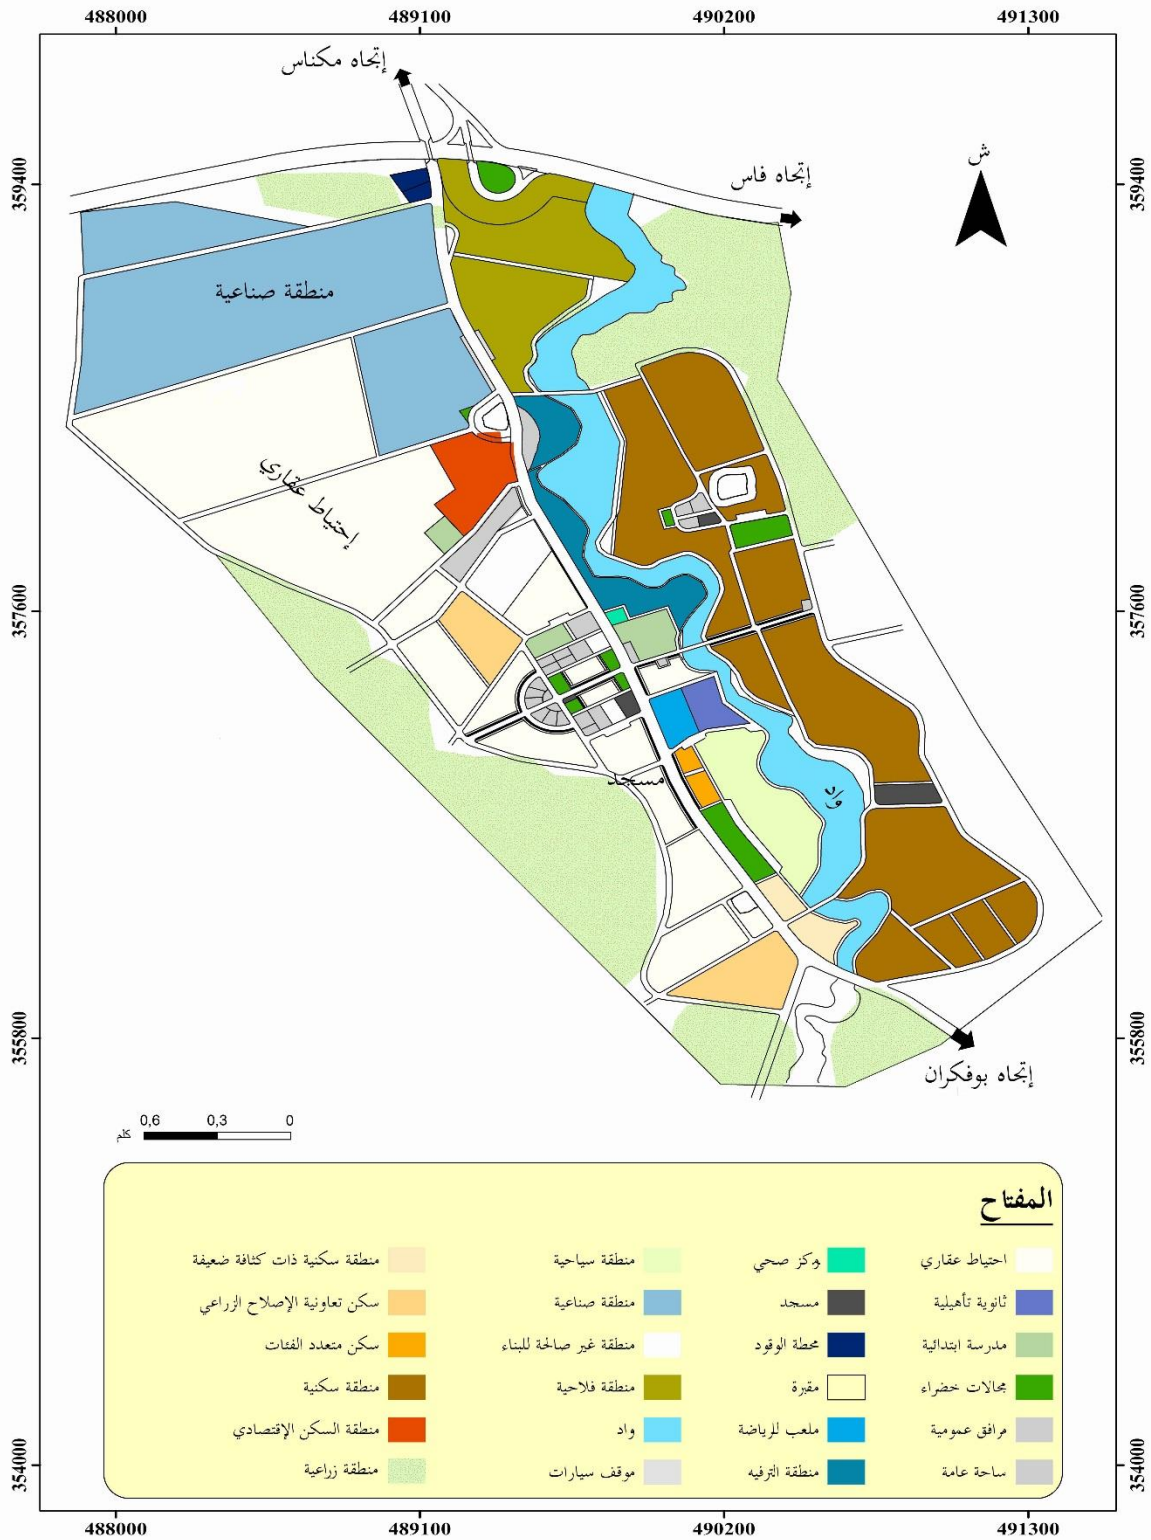 488000 489100 490200 491300
إتجاه مكناس
ش
إتجاه فاس
359400 359400
منطقة صناعية
إحتياط عقاري
357600 357600
مسجد
واد
355800 355800
إتجاه بوفكران
0,6 0,3 0
كلم
المفتاح
احتياط عقاري
ثانوية تأهيلية
مدرسة ابتدائية
مجالات خضراء
مرافق عمومية
ساحة عامة
مركز صحي
مسجد
محطة الوقود
مقبرة
ملعب للرياضة
منطقة الترفيه
منطقة سياحية
منطقة صناعية
منطقة غير صالحة للبناء
منطقة فلاحية
واد
موقف سيارات
منطقة سكنية ذات كثافة ضعيفة
سكن تعاونية الإصلاح الزراعي
سكن متعدد الفئات
منطقة سكنية
منطقة السكن الإقتصادي
منطقة زراعية
354000 354000
488000 489100 490200 491300